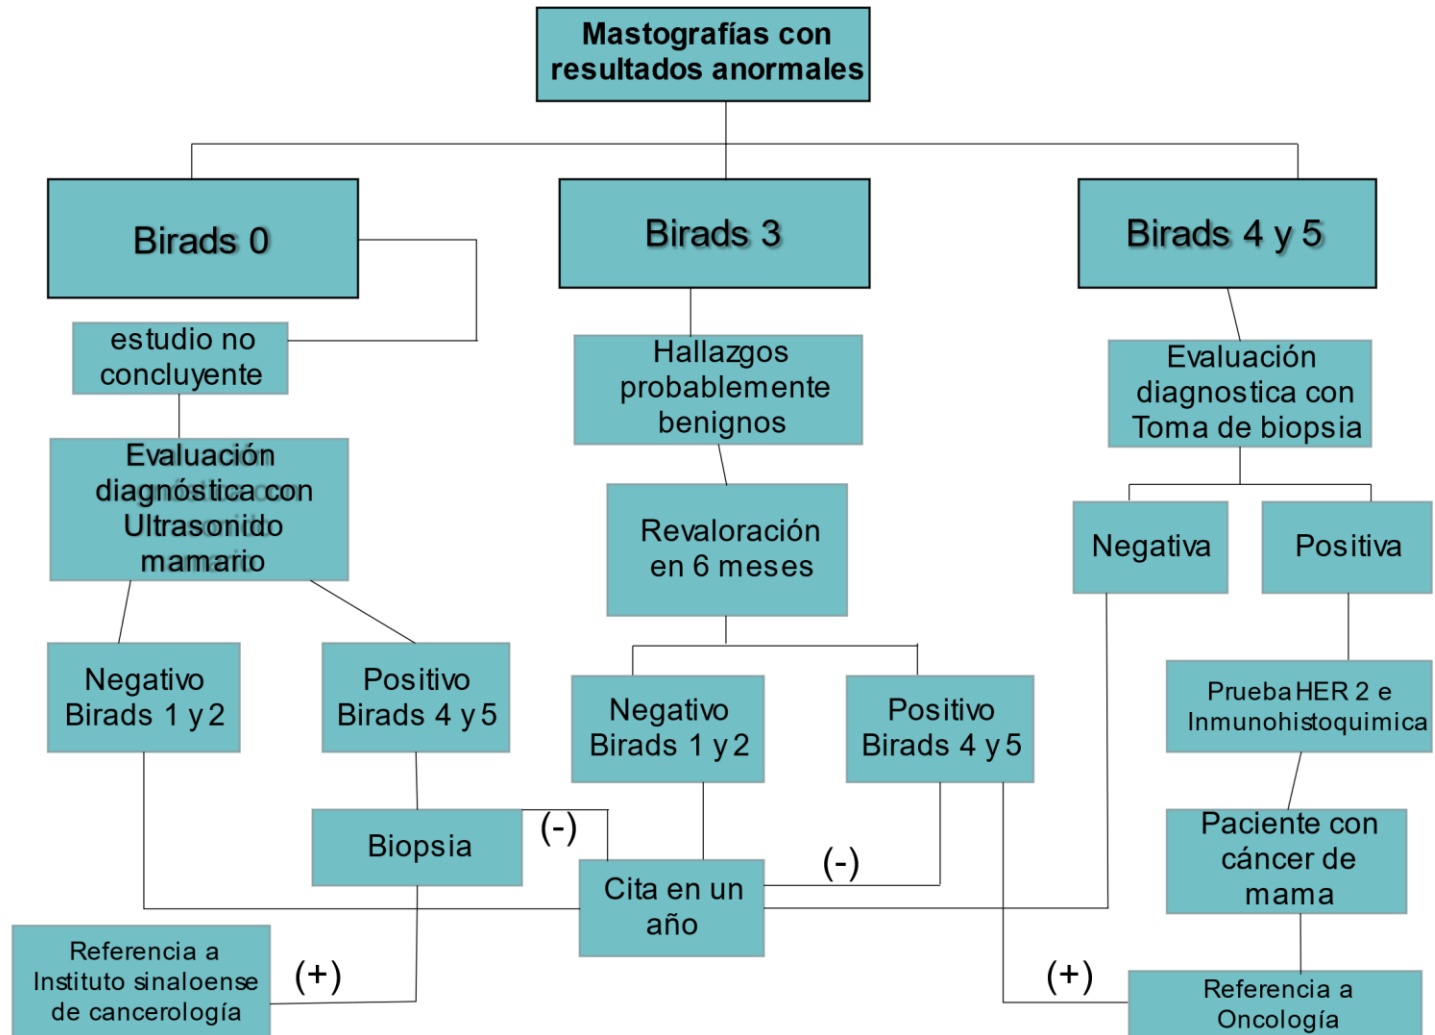 Mastografías con
resultados anormales
Birads 0
Birads 3
Birads 4 y 5
estudio no
concluyente
Hallazgos
probablemente
benignos
Evaluación
diagnostica con
Toma de biopsia
Evaluación
diagnóstica con
Ultrasonido
mamario
Revaloración
en 6 meses
Negativa
Positiva
Negativo
Birads 1 y 2
Positivo
Birads 4 y 5
Negativo
Birads 1 y 2
Positivo
Birads 4 y 5
Prueba HER 2 e
Inmunohistoquimica
Biopsia
(-)
(-)
Cita en un
año
Paciente con
cáncer de
mama
Referencia a
Instituto sinaloense
de cancerología
(+)
(+)
Referencia a
Oncología